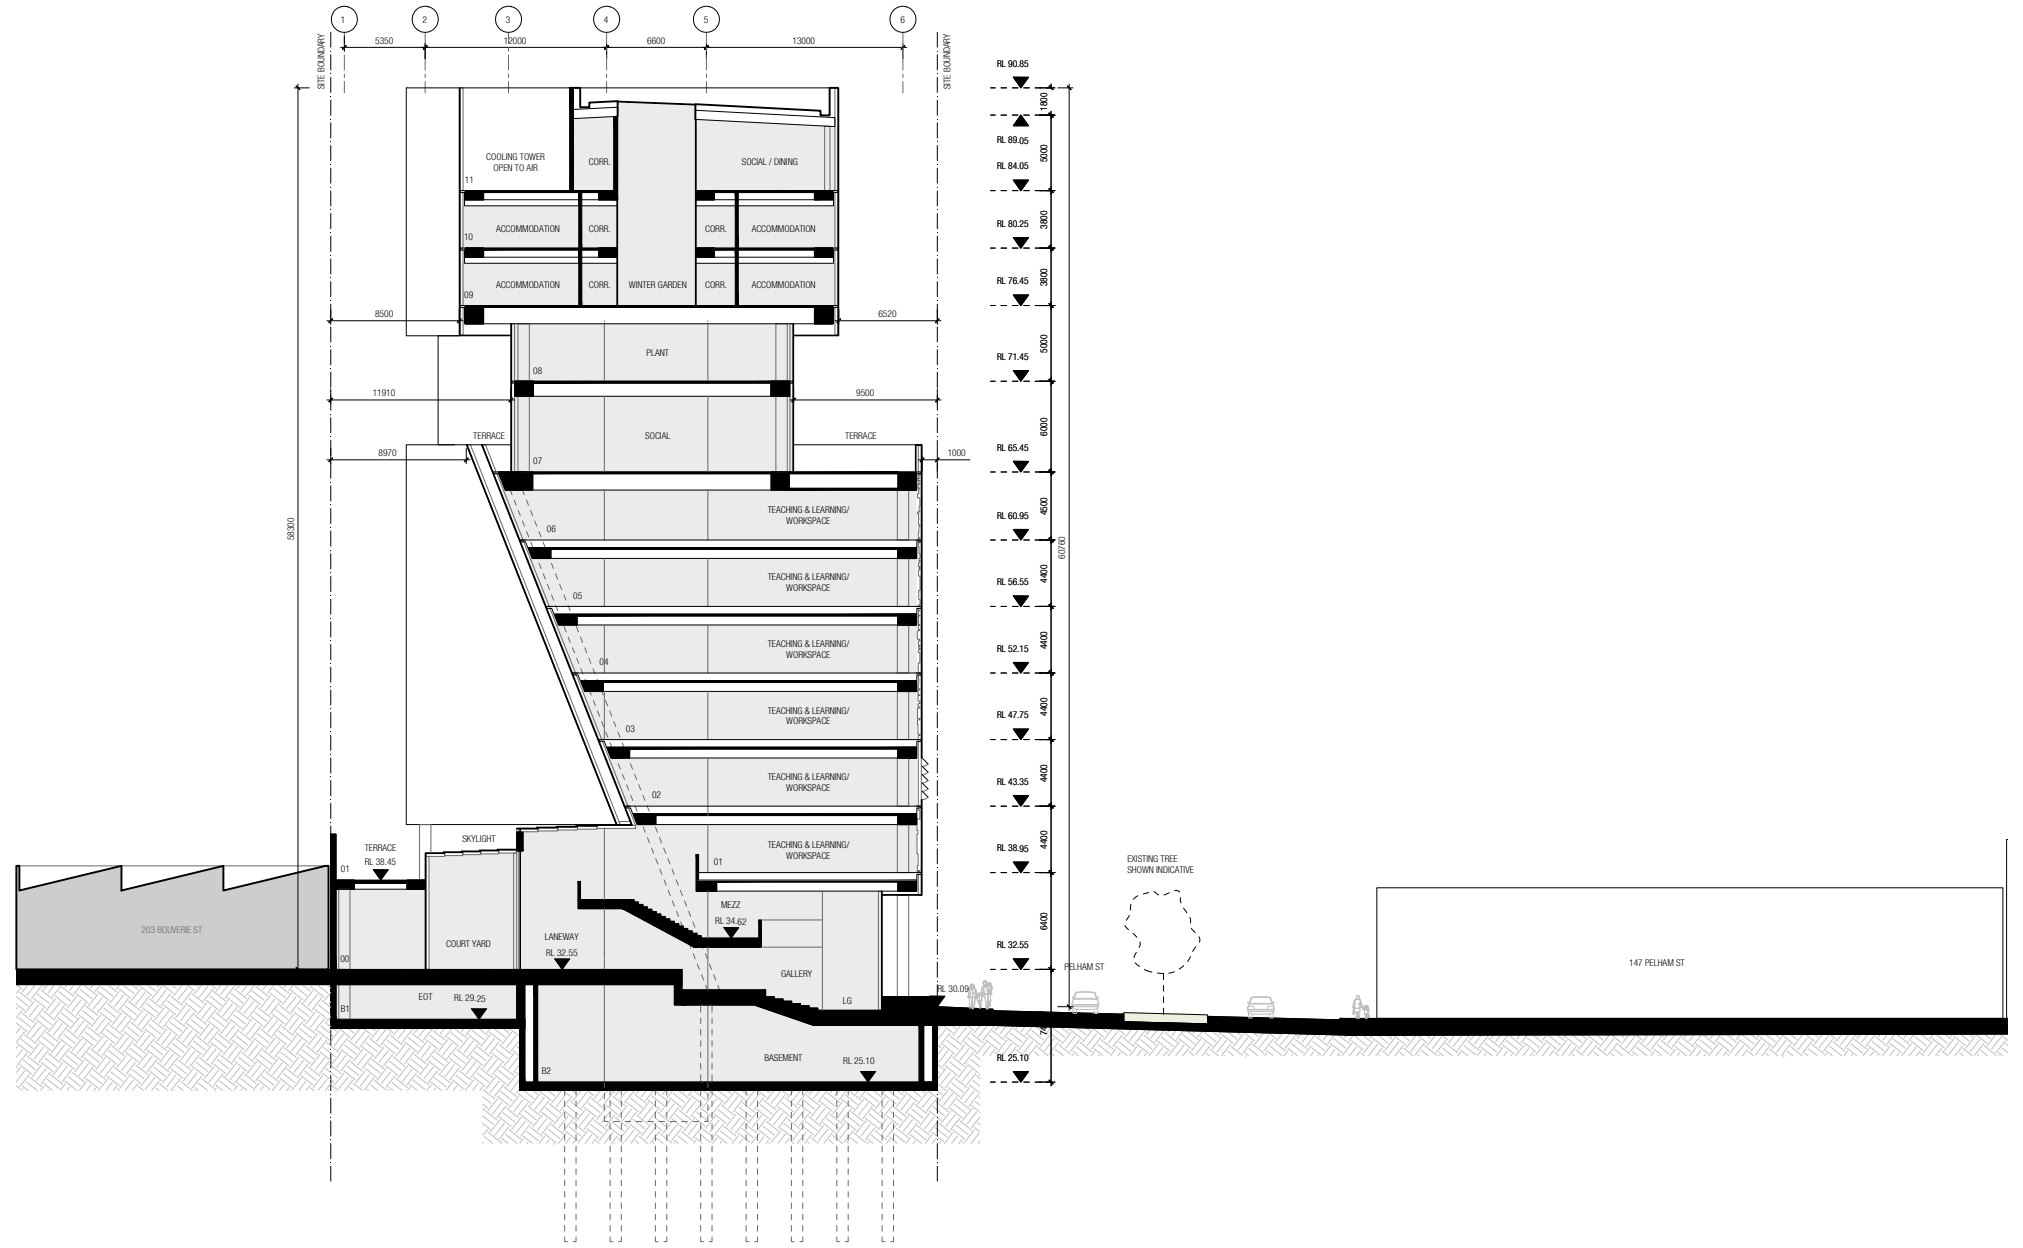 1
2
3
4
5
6
5350
12000
6600
13000
SITE BOUNDARY
SITE BOUNDARY
RL 90.85
1800
RL 89.05
5000
RL 84.05
COOLING TOWER
OPEN TO AIR
CORR.
SOCIAL / DINING
11
3800
RL 80.25
ACCOMMODATION
CORR.
CORR.
ACCOMMODATION
10
3800
RL 76.45
ACCOMMODATION
CORR.
WINTER GARDEN
CORR.
ACCOMMODATION
09
8500
6520
5000
PLANT
RL 71.45
08
11910
9500
6000
TERRACE
SOCIAL
TERRACE
RL 65.45
8970
07
1000
4500
TEACHING & LEARNING/
WORKSPACE
RL 60.95
06
58300
60760
4400
TEACHING & LEARNING/
WORKSPACE
RL 56.55
05
4400
TEACHING & LEARNING/
WORKSPACE
RL 52.15
04
4400
TEACHING & LEARNING/
WORKSPACE
RL 47.75
03
4400
TEACHING & LEARNING/
WORKSPACE
RL 43.35
02
4400
SKYLIGHT
TERRACE
RL 38.45
TEACHING & LEARNING/
WORKSPACE
RL 38.95
01
01
EXISTING TREE
SHOWN INDICATIVE
MEZZ
RL 34.62
6400
203 BOUVERIE ST
COURT YARD
LANEWAY
RL 32.55
RL 32.55
00
GALLERY
PELHAM ST
147 PELHAM ST
EOT
RL 29.25
LG
RL 30.09
B1
BASEMENT
RL 25.10
RL 25.10
B2